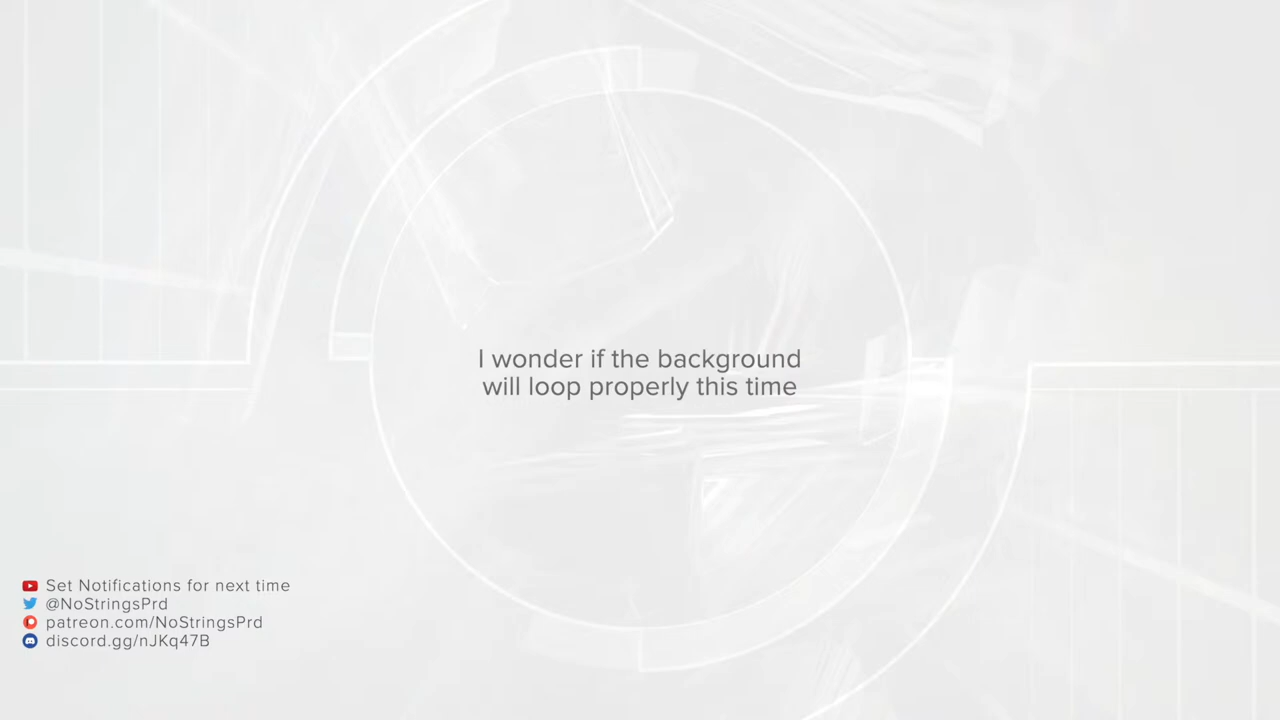 I wonder if the background
will loop properly this time
Set Notifications for next time
@NoStringsPrd
patreon.com/NoStringsPrd
discord.gg/nJKq47B